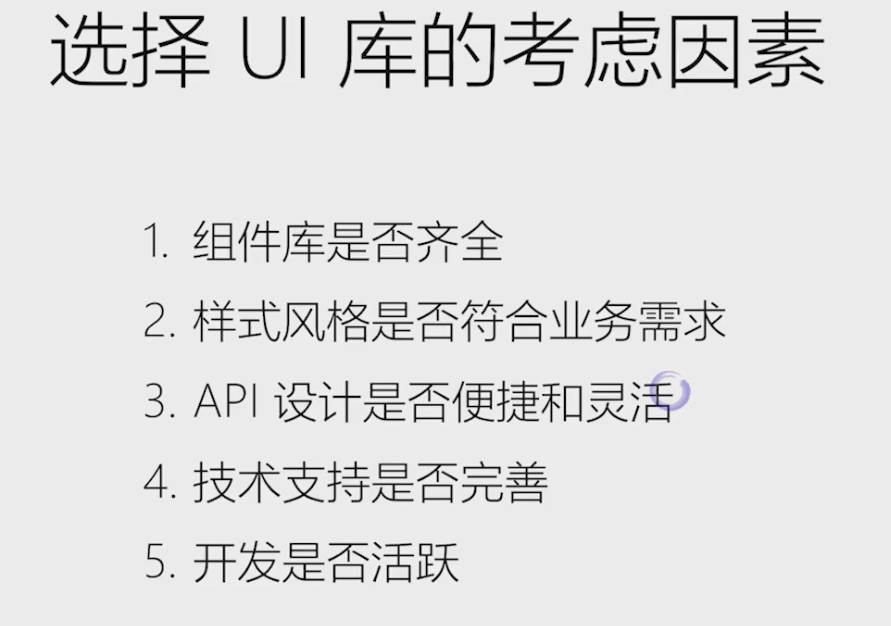 选择 UI 库的考虑因素
1. 组件库是否齐全
2. 样式风格是否符合业务需求
3. API 设计是否便捷和灵活
4. 技术支持是否完善
5. 开发是否活跃